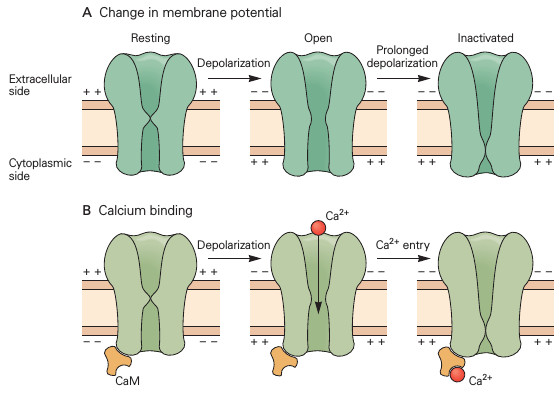 A Change in membrane potential
Resting
Open
Inactivated
Depolarization
Prolonged
depolarization
Extracellular
side
+ +
+ +
– –
– –
– –
– –
Cytoplasmic
side
– –
– –
+ +
+ +
+ +
+ +
B Calcium binding
Ca2+
Depolarization
Ca2+ entry
+ +
+ +
– –
– –
– –
– –
– –
– –
+ +
+ +
+ +
+ +
CaM
Ca2+